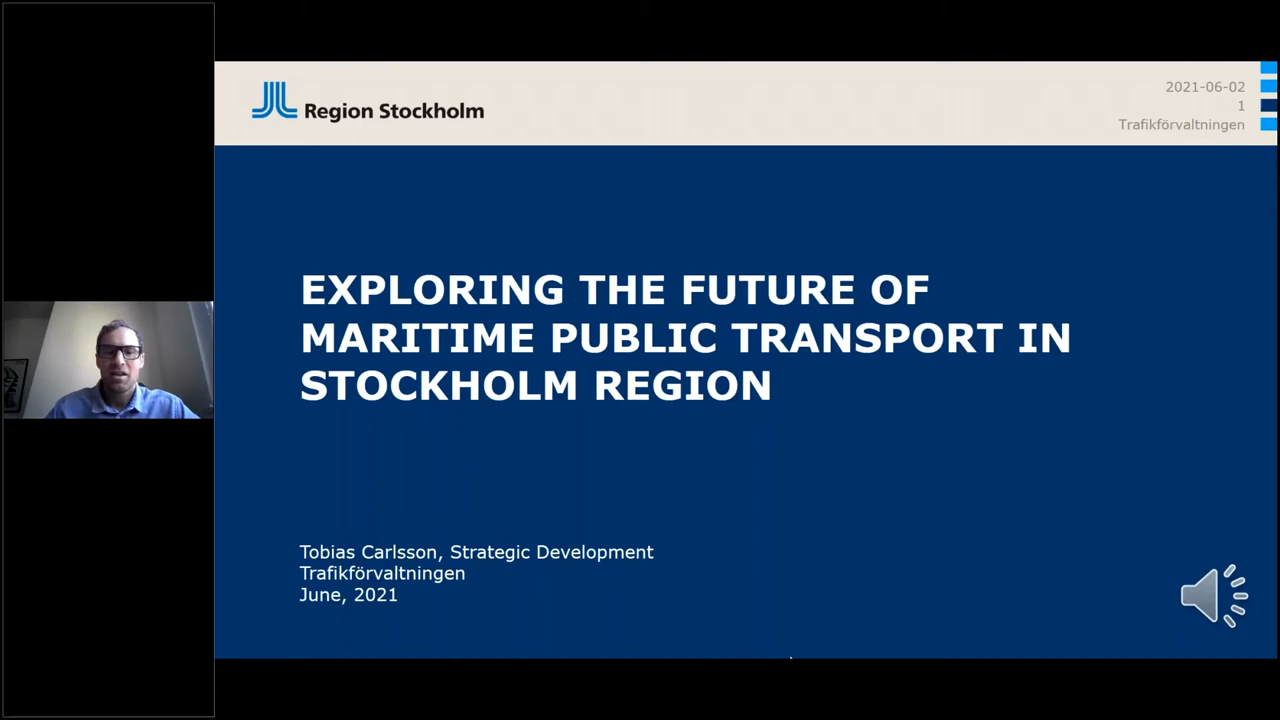 Region Stockholm
2021-06-02
1
Trafikförvaltningen
EXPLORING THE FUTURE OF
MARITIME PUBLIC TRANSPORT IN
STOCKHOLM REGION
Tobias Carlsson, Strategic Development
Trafikförvaltningen
June, 2021